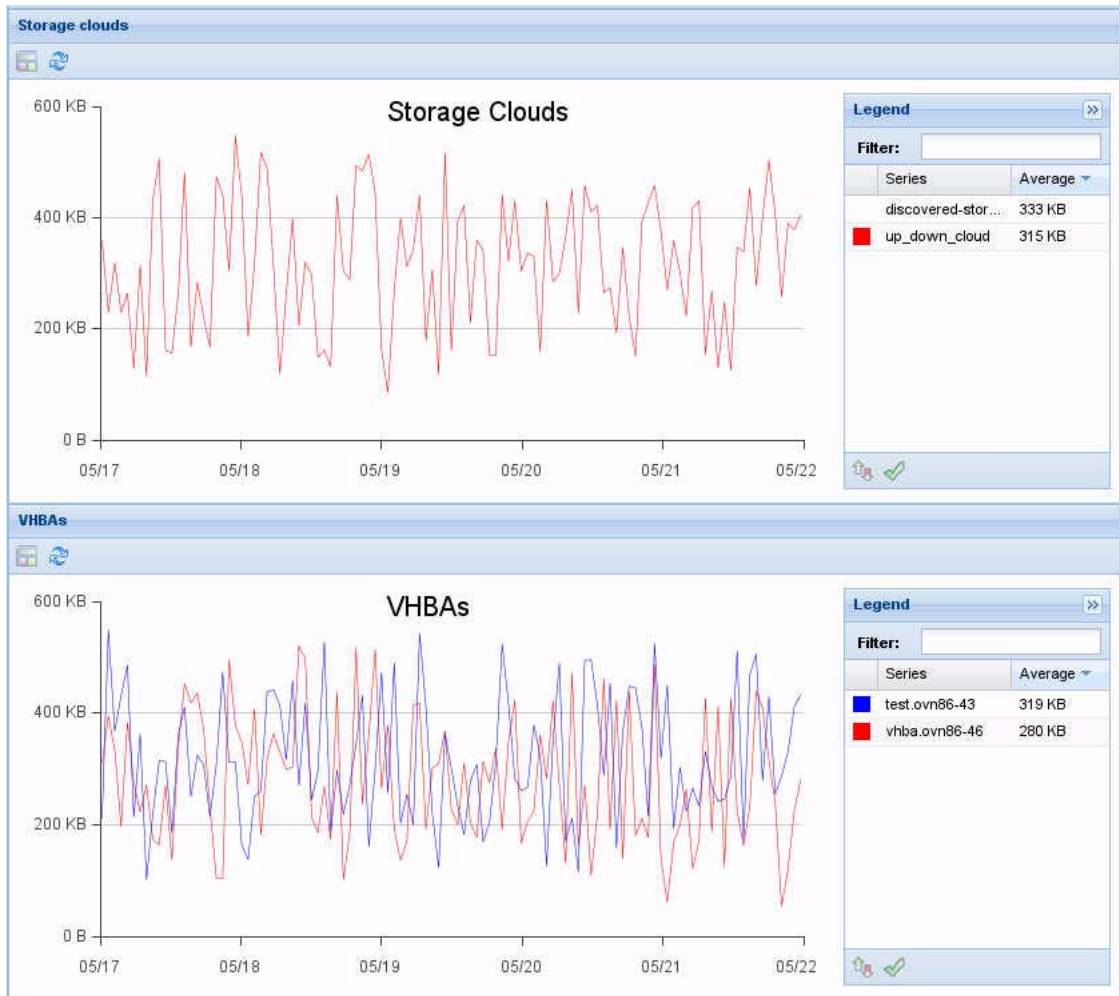 Storage clouds
Storage Clouds
600 KB
400 KB
200 KB
0 B
05/17 05/18 05/19 05/20 05/21 05/22
Legend
Filter:
Series Average
discovered-stor... 333 KB
up_down_cloud 315 KB
VHBAs
VHBAs
600 KB
400 KB
200 KB
0 B
05/17 05/18 05/19 05/20 05/21 05/22
Legend
Filter:
Series Average
test.ovn86-43 319 KB
vhba.ovn86-46 280 KB